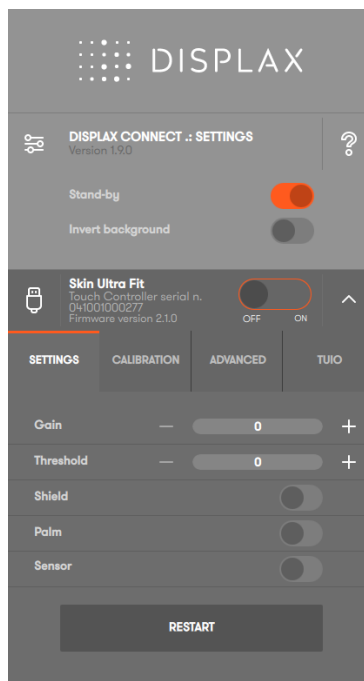 DISPLAX
DISPLAX CONNECT .: SETTINGS
Version 1.9.0
Stand-by
Invert background
Skin Ultra Fit
Touch Controller serial n.
041001000277
Firmware version 2.1.0
OFF ON
SETTINGS CALIBRATION ADVANCED TUIO
Gain — 0 +
Threshold — 0 +
Shield
Palm
Sensor
RESTART